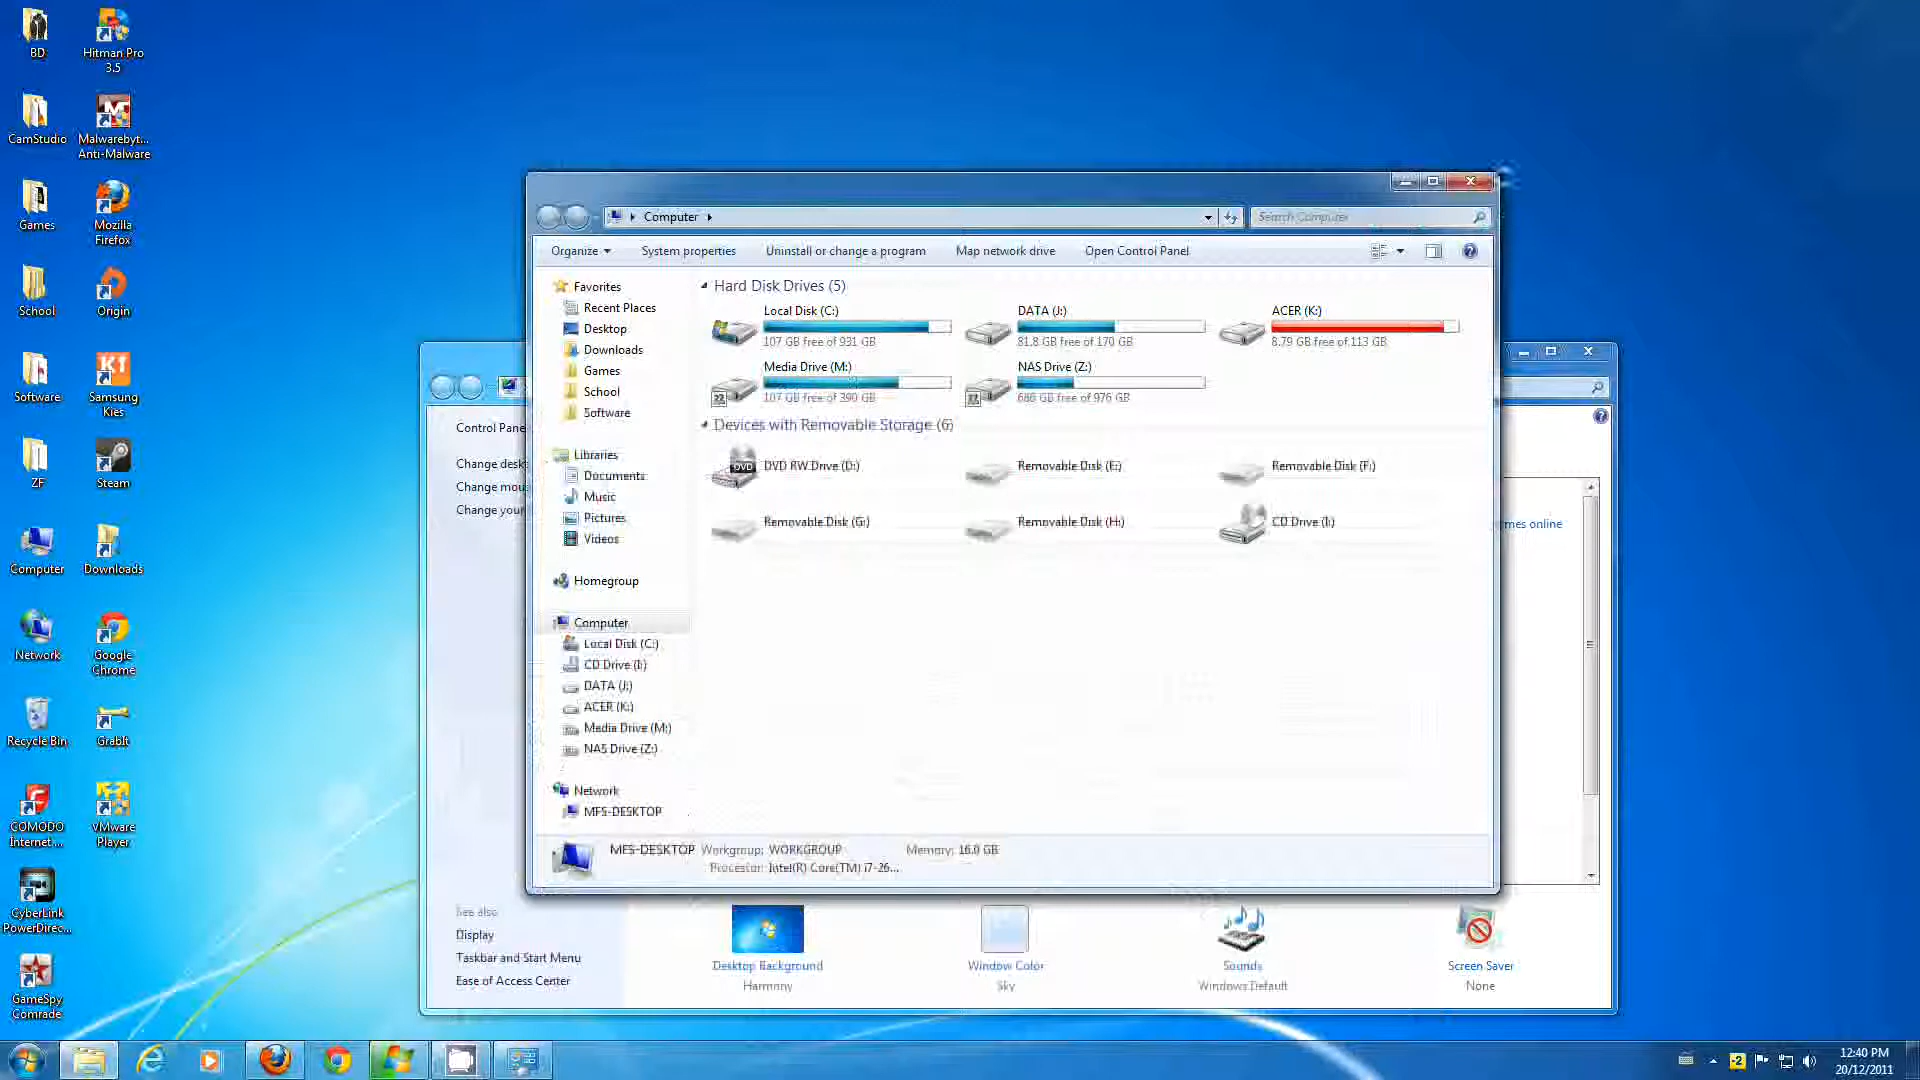 BD
Hitman Pro
3.5
CamStudio
Malwarebyt...
Anti-Malware
Games
Mozilla
Firefox
School
Origin
Software
Samsung
Kies
ZF
Steam
Computer
Downloads
Network
Google
Chrome
Recycle Bin
GrabIt
COMODO
Internet ...
VMware
Player
CyberLink
PowerDirec...
GameSpy
Comrade
Computer
Search Computer
Organize
System properties
Uninstall or change a program
Map network drive
Open Control Panel
Favorites
Recent Places
Desktop
Downloads
Games
School
Software
Libraries
Documents
Music
Pictures
Videos
Homegroup
Computer
Local Disk (C:)
CD Drive (I:)
DATA (J:)
ACER (K:)
Media Drive (M:)
NAS Drive (Z:)
Network
MFS-DESKTOP
Hard Disk Drives (5)
Local Disk (C:)
107 GB free of 931 GB
DATA (J:)
81.8 GB free of 170 GB
ACER (K:)
8.79 GB free of 113 GB
Media Drive (M:)
107 GB free of 390 GB
NAS Drive (Z:)
686 GB free of 976 GB
Devices with Removable Storage (6)
DVD
DVD RW Drive (D:)
Removable Disk (E:)
Removable Disk (F:)
Removable Disk (G:)
Removable Disk (H:)
CD Drive (I:)
MFS-DESKTOP Workgroup: WORKGROUP Memory: 16.0 GB
Processor: Intel(R) Core(TM) i7-26...
Control Pane
Change desk
Change mou
Change your
mes online
See also
Display
Taskbar and Start Menu
Ease of Access Center
Desktop Background
Harmony
Window Color
Sky
Sounds
Windows Default
Screen Saver
None
-2
12:40 PM
20/12/2011